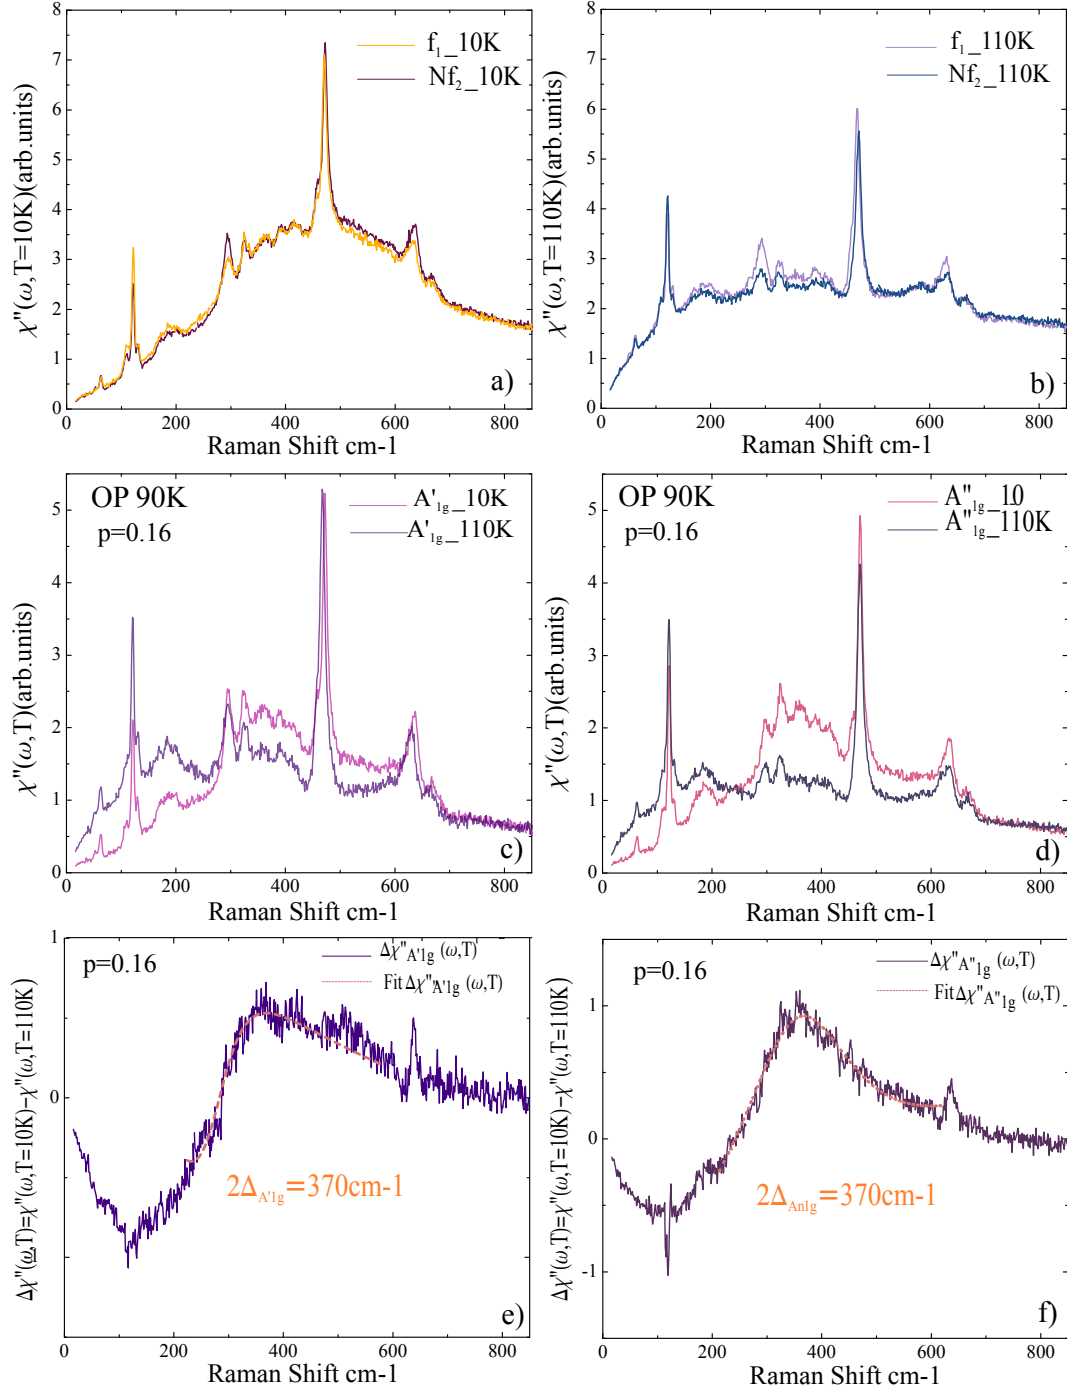 8
7
6
5
4
3
2
1
0
χ''(ω,T=10K)(arb.units)
f₁_10K
Nf₂_10K
a)
0 200 400 600 800
Raman Shift cm-1
8
7
6
5
4
3
2
1
0
χ''(ω,T=110K)(arb.units)
f₁_110K
Nf₂_110K
b)
0 200 400 600 800
Raman Shift cm-1
5
4
3
2
1
0
χ''(ω,T)(arb.units)
OP 90K
p=0.16
A'₁g_10K
A'₁g_110K
c)
0 200 400 600 800
Raman Shift cm-1
5
4
3
2
1
0
χ''(ω,T)(arb.units)
OP 90K
p=0.16
A''₁g_10
A''₁g_110K
d)
0 200 400 600 800
Raman Shift cm-1
1
0
-1
Δχ''(ω,T)=χ''(ω,T=10K)−χ''(ω,T=110K)
p=0.16
Δχ''A'1g (ω,T)
Fit Δχ''A'1g (ω,T)
2ΔA'1g=370cm-1
e)
0 200 400 600 800
Raman Shift cm-1
1
0
-1
Δχ''(ω,T)=χ''(ω,T=10K)−χ''(ω,T=110K)
p=0.16
Δχ''A''1g (ω,T)
Fit Δχ''A''1g (ω,T)
2ΔAn1g=370cm-1
f)
0 200 400 600 800
Raman Shift cm-1